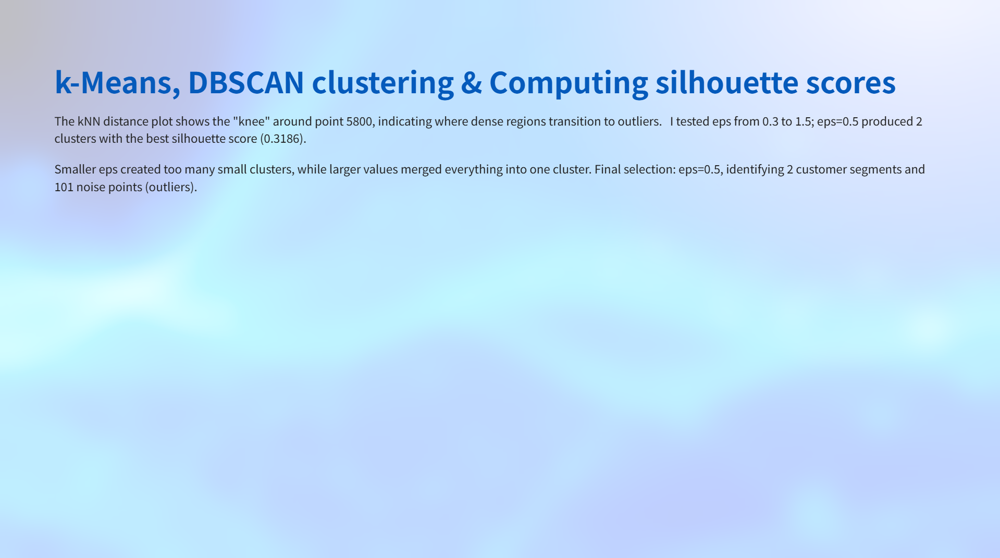 k-Means, DBSCAN clustering & Computing silhouette scores
The kNN distance plot shows the "knee" around point 5800, indicating where dense regions transition to outliers.   I tested eps from 0.3 to 1.5; eps=0.5 produced 2
clusters with the best silhouette score (0.3186).
Smaller eps created too many small clusters, while larger values merged everything into one cluster. Final selection: eps=0.5, identifying 2 customer segments and
101 noise points (outliers).